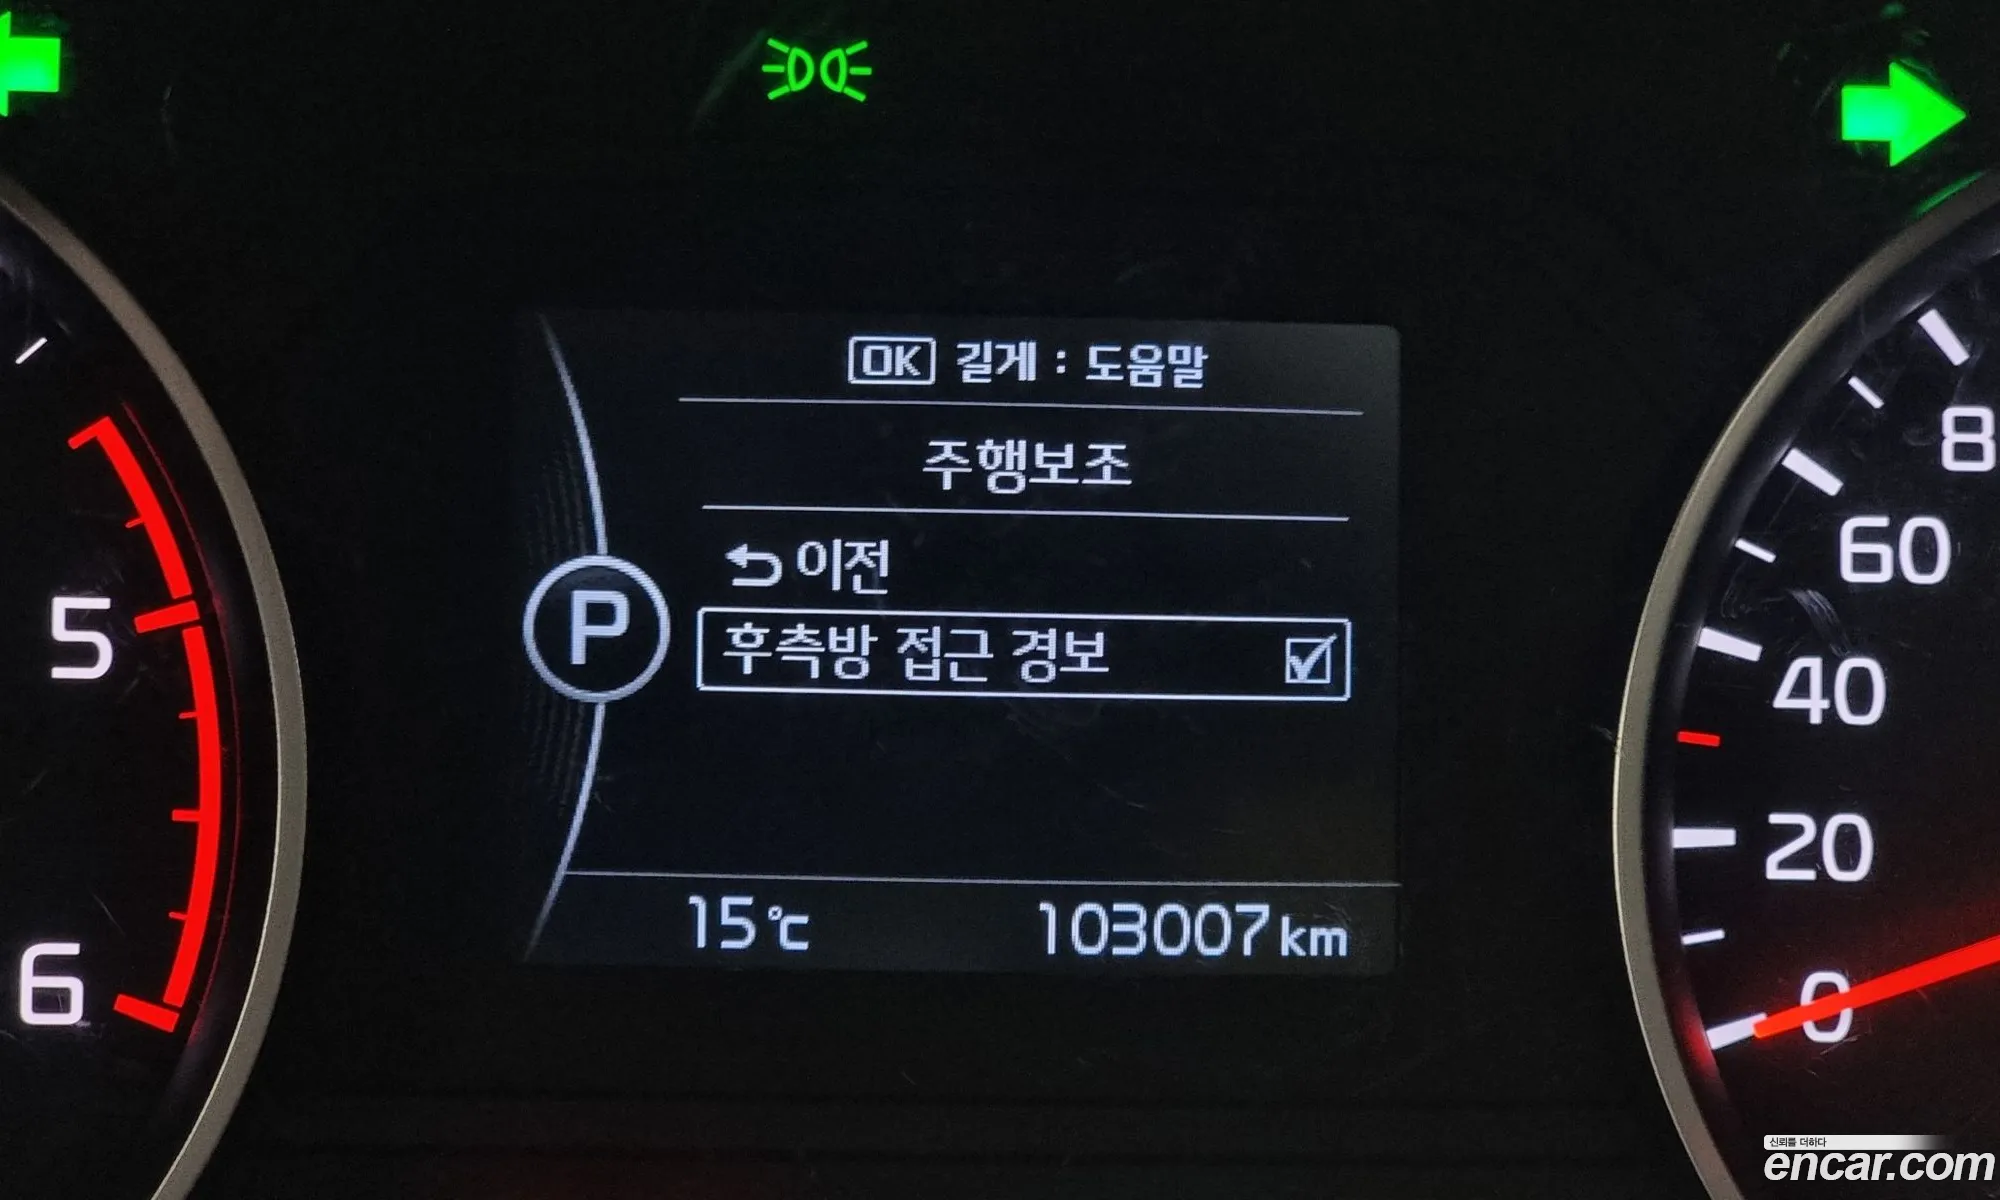 OK 길게 : 도움말
주행보조
이전
P
후측방 접근 경보
15℃
103007 km
5
6
8
60
40
20
0
신뢰를 더하다
encar.com